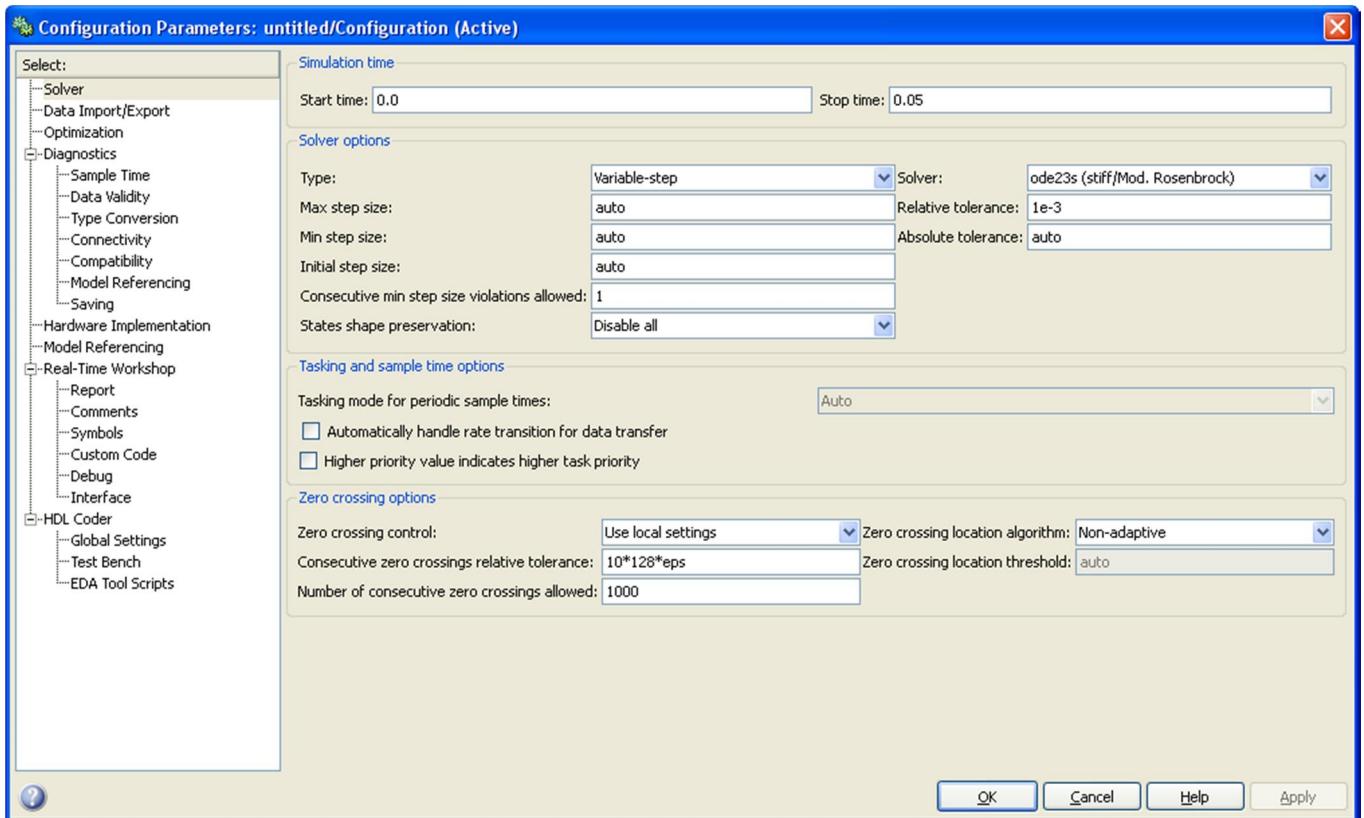 Configuration Parameters: untitled/Configuration (Active)
Select:
Solver
Data Import/Export
Optimization
Diagnostics
Sample Time
Data Validity
Type Conversion
Connectivity
Compatibility
Model Referencing
Saving
Hardware Implementation
Model Referencing
Real-Time Workshop
Report
Comments
Symbols
Custom Code
Debug
Interface
HDL Coder
Global Settings
Test Bench
EDA Tool Scripts
Simulation time
Start time: 0.0 Stop time: 0.05
Solver options
Type: Variable-step Solver: ode23s (stiff/Mod. Rosenbrock)
Max step size: auto Relative tolerance: 1e-3
Min step size: auto Absolute tolerance: auto
Initial step size: auto
Consecutive min step size violations allowed: 1
States shape preservation: Disable all
Tasking and sample time options
Tasking mode for periodic sample times: Auto
Automatically handle rate transition for data transfer
Higher priority value indicates higher task priority
Zero crossing options
Zero crossing control: Use local settings Zero crossing location algorithm: Non-adaptive
Consecutive zero crossings relative tolerance: 10*128*eps Zero crossing location threshold: auto
Number of consecutive zero crossings allowed: 1000
? OK Cancel Help Apply